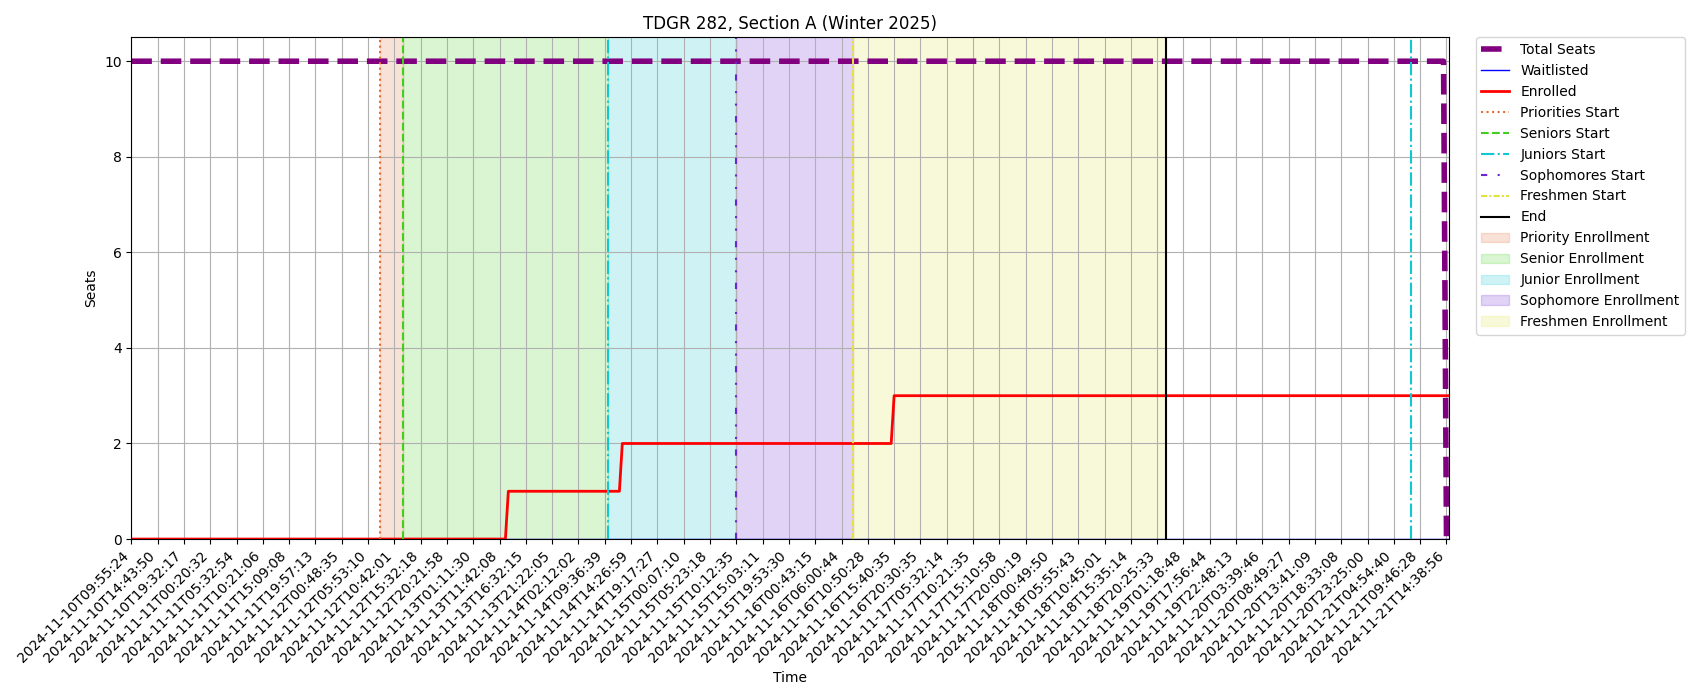 TDGR 282, Section A (Winter 2025)
10
8
6
4
2
0
Seats
2024-11-10T09:55:24
2024-11-10T14:43:50
2024-11-10T19:32:17
2024-11-11T00:20:32
2024-11-11T05:32:54
2024-11-11T10:21:06
2024-11-11T15:09:08
2024-11-11T19:57:13
2024-11-12T00:48:35
2024-11-12T05:53:10
2024-11-12T10:42:01
2024-11-12T15:32:18
2024-11-12T20:21:58
2024-11-13T01:11:30
2024-11-13T11:42:08
2024-11-13T16:32:15
2024-11-13T21:22:05
2024-11-14T02:12:02
2024-11-14T09:36:39
2024-11-14T14:26:59
2024-11-14T19:17:27
2024-11-15T00:07:10
2024-11-15T05:23:18
2024-11-15T10:12:35
2024-11-15T15:03:11
2024-11-15T19:53:30
2024-11-16T00:43:15
2024-11-16T06:00:44
2024-11-16T10:50:28
2024-11-16T15:40:35
2024-11-16T20:30:35
2024-11-17T05:32:14
2024-11-17T10:21:35
2024-11-17T15:10:58
2024-11-17T20:00:19
2024-11-18T00:49:50
2024-11-18T05:55:43
2024-11-18T10:45:01
2024-11-18T15:35:14
2024-11-18T20:25:33
2024-11-19T01:18:48
2024-11-19T17:56:44
2024-11-19T22:48:13
2024-11-20T03:39:46
2024-11-20T08:49:27
2024-11-20T13:41:09
2024-11-20T18:33:08
2024-11-20T23:25:00
2024-11-21T04:54:40
2024-11-21T09:46:28
2024-11-21T14:38:56
Time
Total Seats
Waitlisted
Enrolled
Priorities Start
Seniors Start
Juniors Start
Sophomores Start
Freshmen Start
End
Priority Enrollment
Senior Enrollment
Junior Enrollment
Sophomore Enrollment
Freshmen Enrollment